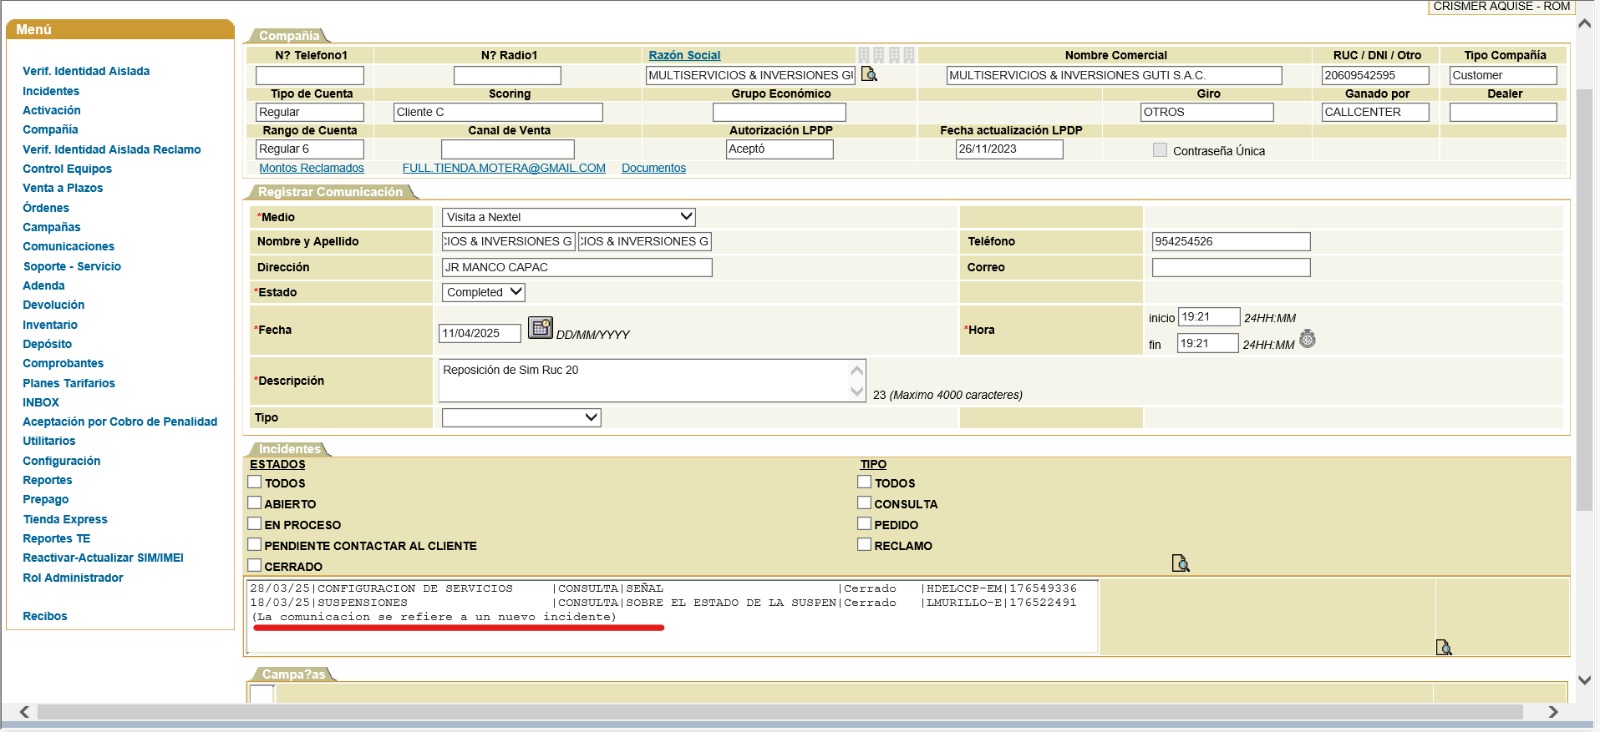 CRISMER AQUISE - ROM
Menú
Verif. Identidad Aislada
Incidentes
Activación
Compañía
Verif. Identidad Aislada Reclamo
Control Equipos
Venta a Plazos
Órdenes
Campañas
Comunicaciones
Soporte - Servicio
Adenda
Devolución
Inventario
Depósito
Comprobantes
Planes Tarifarios
INBOX
Aceptación por Cobro de Penalidad
Utilitarios
Configuración
Reportes
Prepago
Tienda Express
Reportes TE
Reactivar-Actualizar SIM/IMEI
Rol Administrador
Recibos
Compañía
N? Telefono1 N? Radio1 Razón Social Nombre Comercial RUC / DNI / Otro Tipo Compañía
MULTISERVICIOS & INVERSIONES GI MULTISERVICIOS & INVERSIONES GUTI S.A.C. 20609542595 Customer
Tipo de Cuenta Scoring Grupo Económico Giro Ganado por Dealer
Regular Cliente C OTROS CALLCENTER
Rango de Cuenta Canal de Venta Autorización LPDP Fecha actualización LPDP
Regular 6 Aceptó 26/11/2023 Contraseña Única
Montos Reclamados FULL.TIENDA.MOTERA@GMAIL.COM Documentos
Registrar Comunicación
*Medio Visita a Nextel
Nombre y Apellido CIOS & INVERSIONES G CIOS & INVERSIONES G Teléfono 954254526
Dirección JR MANCO CAPAC Correo
*Estado Completed
*Fecha 11/04/2025 DD/MM/YYYY *Hora inicio 19:21 24HH:MM
fin 19:21 24HH:MM
*Descripción Reposición de Sim Ruc 20 23 (Maximo 4000 caracteres)
Tipo
Incidentes
ESTADOS TIPO
TODOS TODOS
ABIERTO CONSULTA
EN PROCESO PEDIDO
PENDIENTE CONTACTAR AL CLIENTE RECLAMO
CERRADO
28/03/25|CONFIGURACION DE SERVICIOS |CONSULTA|SEÑAL |Cerrado |HDELCCP-EM|176549336
18/03/25|SUSPENSIONES |CONSULTA|SOBRE EL ESTADO DE LA SUSPEN|Cerrado |LMURILLO-E|176522491
(La comunicacion se refiere a un nuevo incidente)
Campa?as